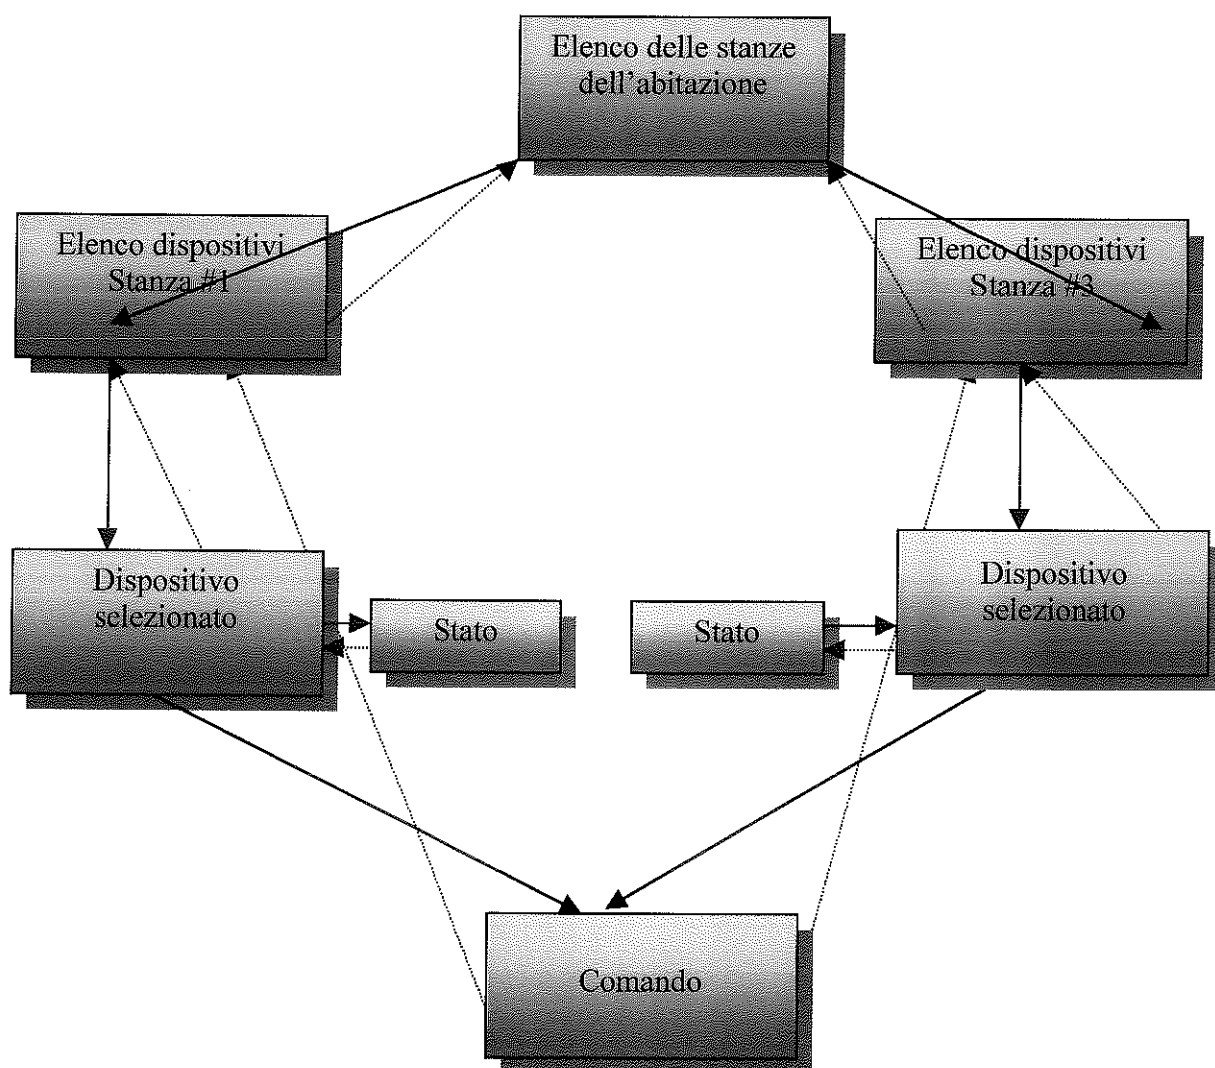 Elenco delle stanze
dell'abitazione
Elenco dispositivi
Stanza #1
Elenco dispositivi
Stanza #3
Dispositivo
selezionato
Stato
Stato
Dispositivo
selezionato
Comando